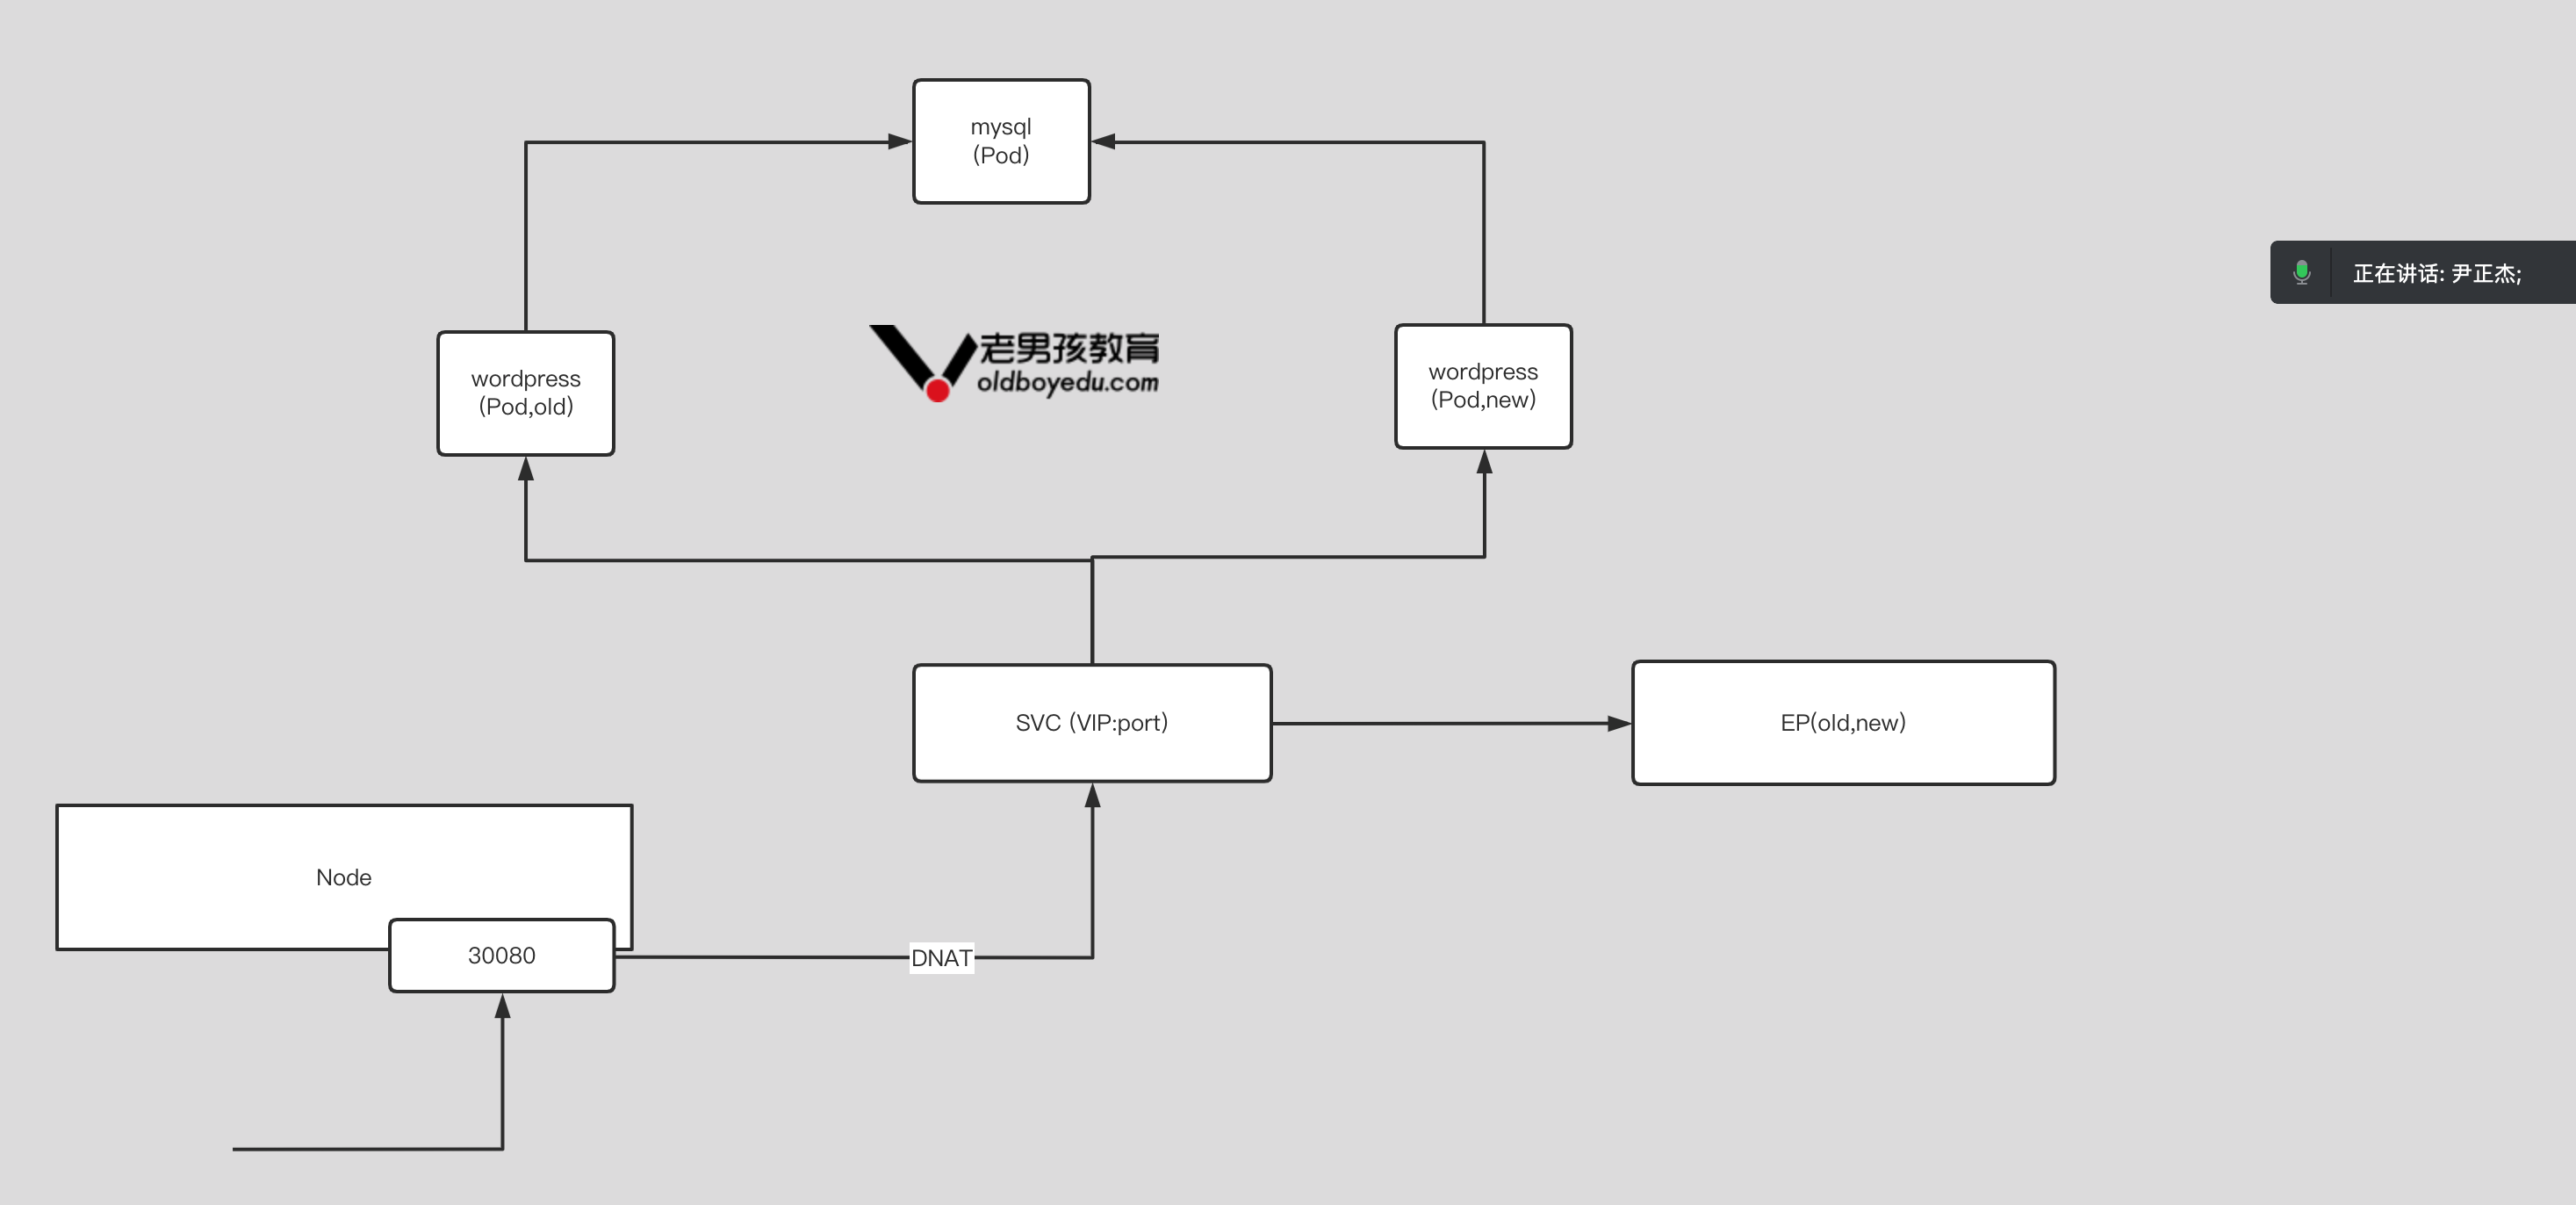 mysql
(Pod)
正在讲话: 尹正杰;
老男孩教育
oldboyedu.com
wordpress
(Pod,old)
wordpress
(Pod,new)
SVC (VIP:port)
EP(old,new)
Node
30080
DNAT